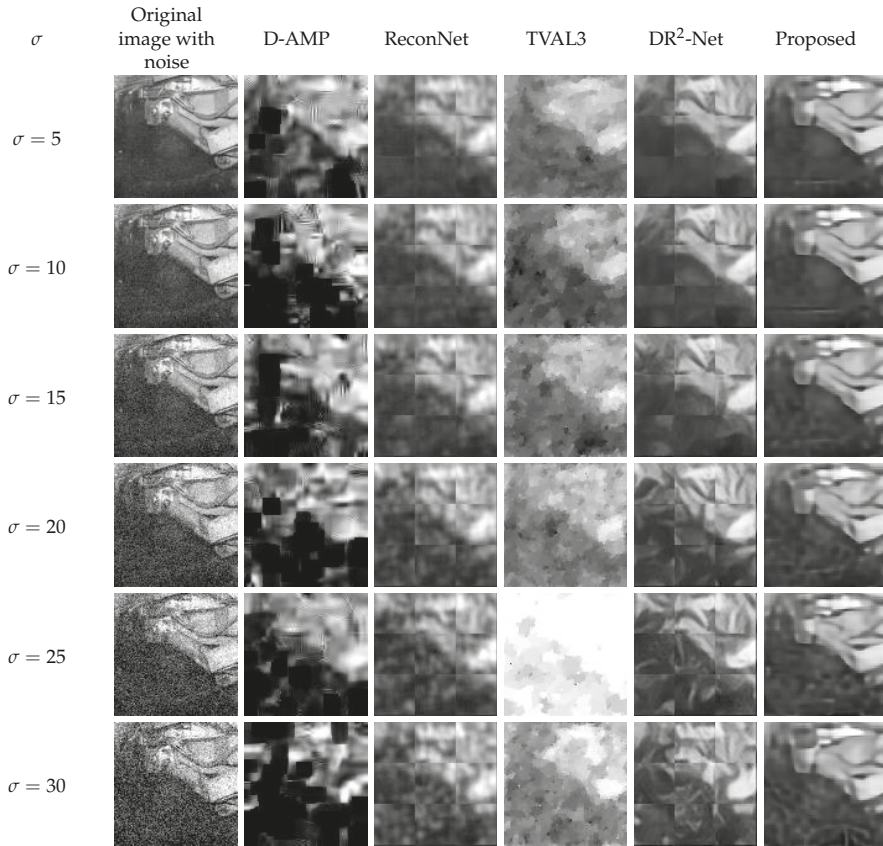 σ Original image with noise D-AMP ReconNet TVAL3 DR²-Net Proposed
σ = 5
σ = 10
σ = 15
σ = 20
σ = 25
σ = 30